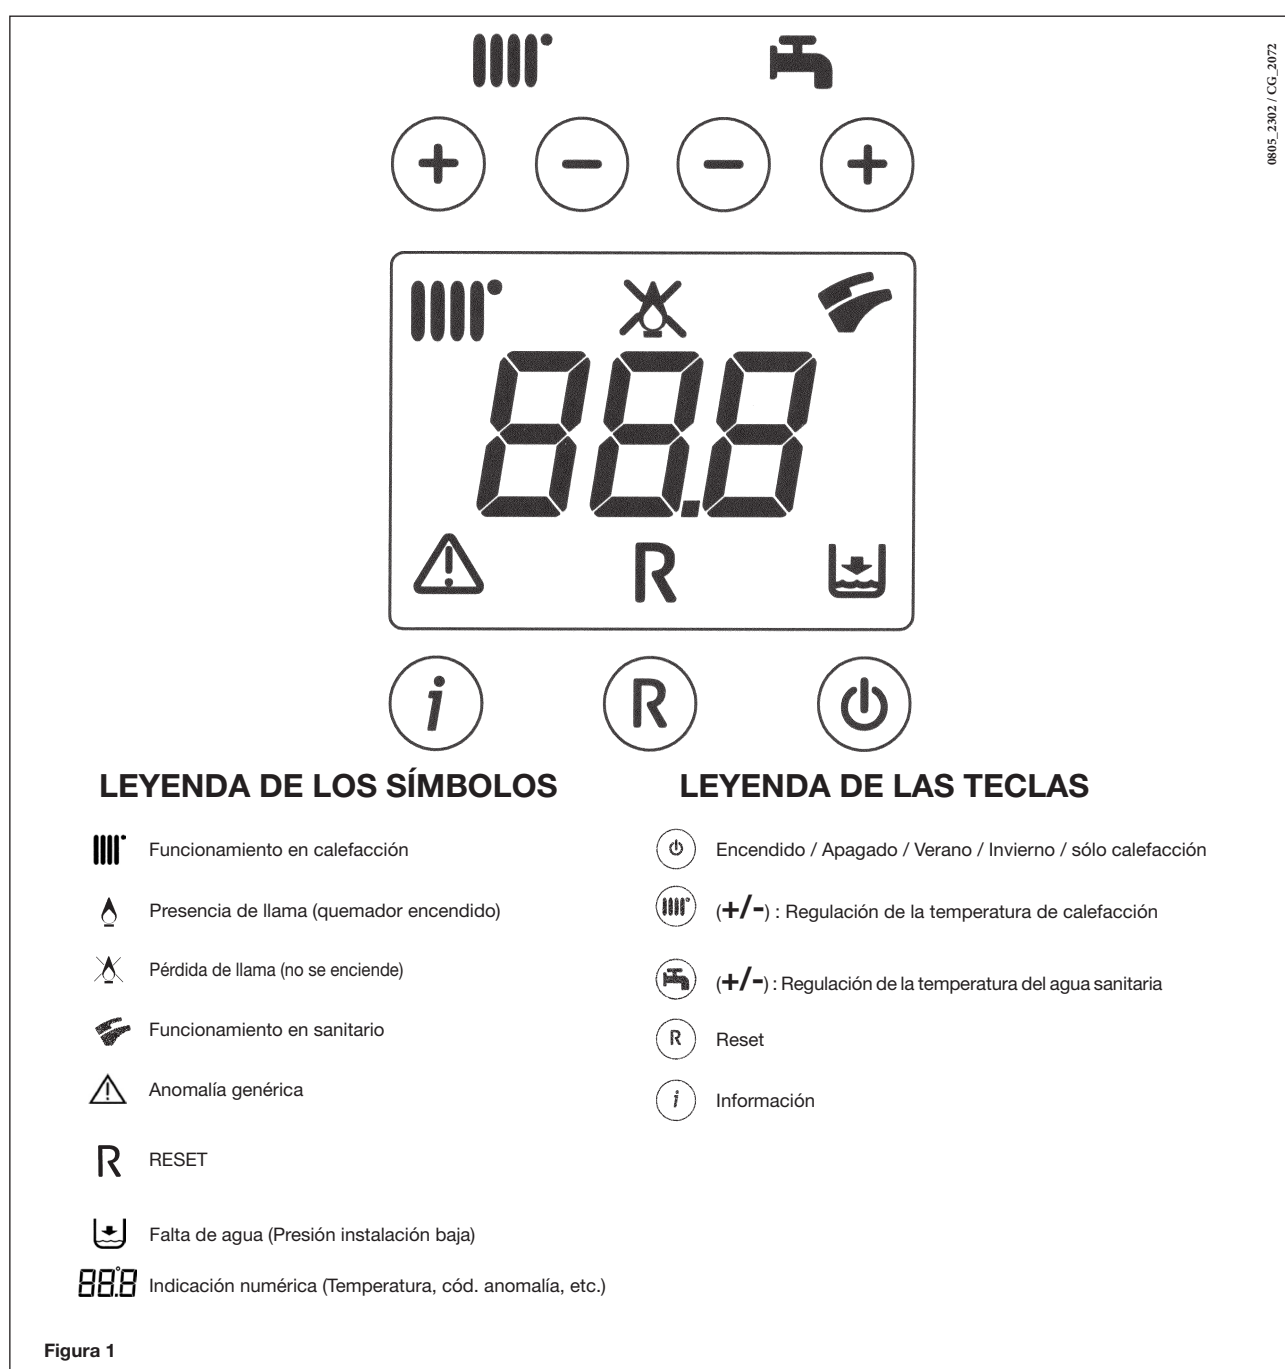 0805_2302 / CG_2072
88.8
R
i
R
LEYENDA DE LOS SÍMBOLOS
Funcionamiento en calefacción
Presencia de llama (quemador encendido)
Pérdida de llama (no se enciende)
Funcionamiento en sanitario
Anomalía genérica
R RESET
Falta de agua (Presión instalación baja)
88.8 Indicación numérica (Temperatura, cód. anomalía, etc.)
LEYENDA DE LAS TECLAS
Encendido / Apagado / Verano / Invierno / sólo calefacción
(+/-) : Regulación de la temperatura de calefacción
(+/-) : Regulación de la temperatura del agua sanitaria
R Reset
i Información
Figura 1